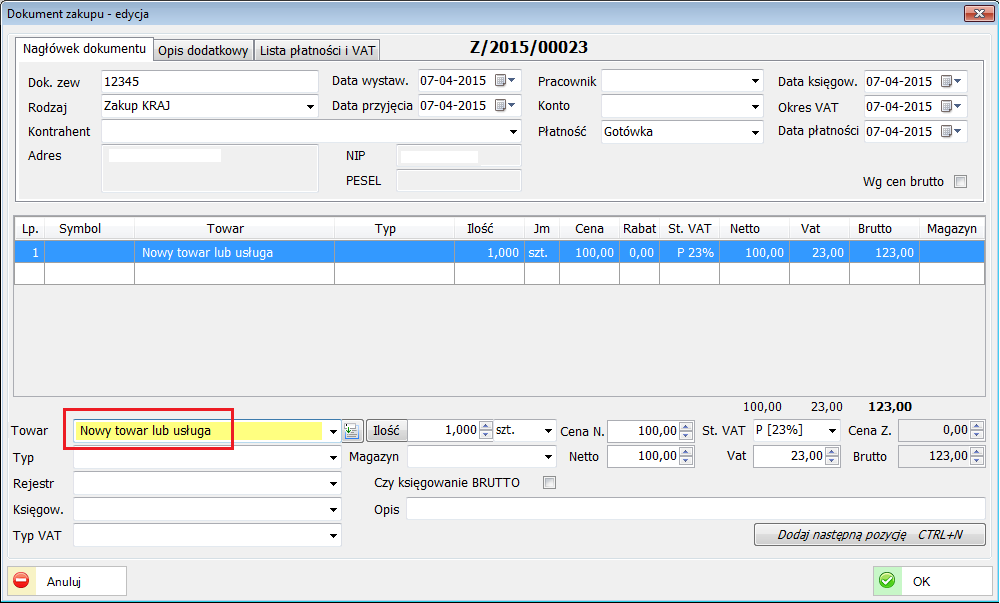 Dokument zakupu - edycja
Nagłówek dokumentu Opis dodatkowy Lista płatności i VAT Z/2015/00023
Dok. zew 12345 Data wystaw. 07-04-2015 Pracownik Data księgow. 07-04-2015
Rodzaj Zakup KRAJ Data przyjęcia 07-04-2015 Konto Okres VAT 07-04-2015
Kontrahent Płatność Gotówka Data płatności 07-04-2015
Adres NIP
PESEL Wg cen brutto
Lp. Symbol Towar Typ Ilość Jm Cena Rabat St. VAT Netto Vat Brutto Magazyn
1 Nowy towar lub usługa 1,000 szt. 100,00 0,00 P 23% 100,00 23,00 123,00
100,00 23,00 123,00
Towar Nowy towar lub usługa Ilość 1,000 szt. Cena N. 100,00 St. VAT P [23%] Cena Z. 0,00
Typ Magazyn Netto 100,00 Vat 23,00 Brutto 123,00
Rejestr Czy księgowanie BRUTTO
Księgow. Opis
Typ VAT Dodaj następną pozycję CTRL+N
Anuluj OK